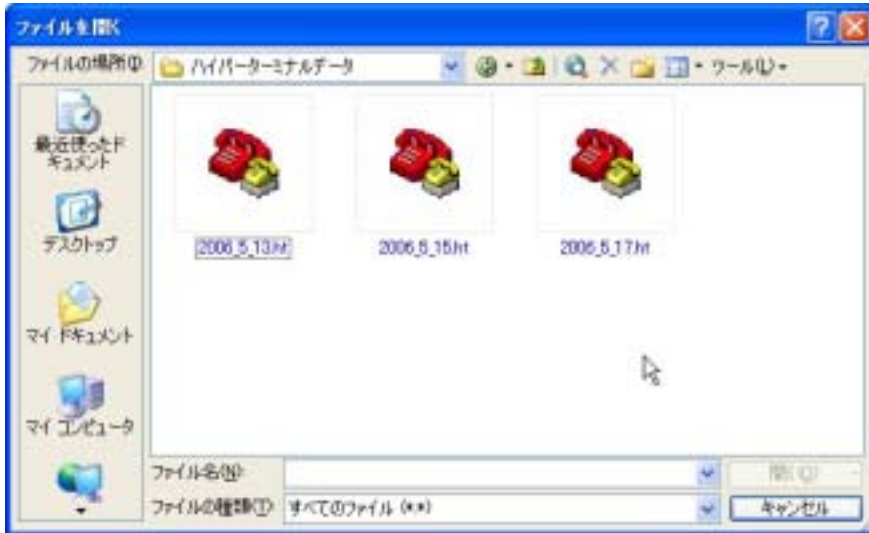 ファイルを開く
ファイルの場所(I):
ハイパーターミナルデータ
ツール(L)
最近使ったド
キュメント
デスクトップ
マイ ドキュメント
マイ コンピュータ
2006_5_13.ht
2006_5_15.ht
2006_5_17.ht
ファイル名(N):
開く(O)
ファイルの種類(T):
すべてのファイル (*.*)
キャンセル